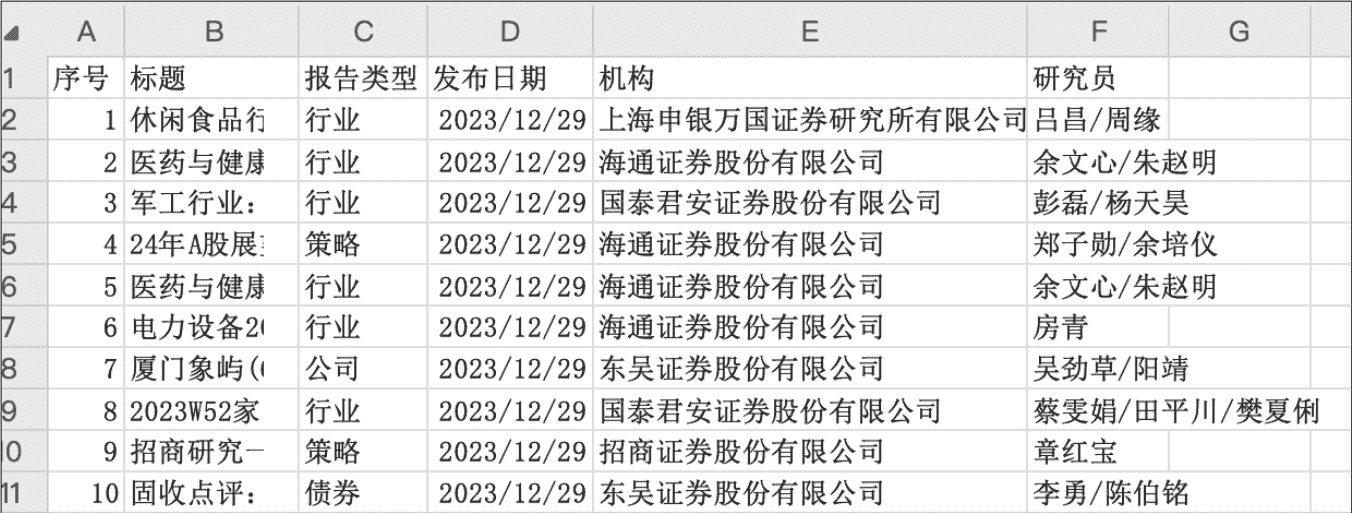 A B C D E F G
1 序号 标题 报告类型 发布日期 机构 研究员
2 1 休闲食品行 行业 2023/12/29 上海申银万国证券研究所有限公司 吕昌/周缘
3 2 医药与健康 行业 2023/12/29 海通证券股份有限公司 余文心/朱赵明
4 3 军工行业： 行业 2023/12/29 国泰君安证券股份有限公司 彭磊/杨天昊
5 4 24年A股展 策略 2023/12/29 海通证券股份有限公司 郑子勋/余培仪
6 5 医药与健康 行业 2023/12/29 海通证券股份有限公司 余文心/朱赵明
7 6 电力设备20 行业 2023/12/29 海通证券股份有限公司 房青
8 7 厦门象屿( 公司 2023/12/29 东吴证券股份有限公司 吴劲草/阳靖
9 8 2023W52家 行业 2023/12/29 国泰君安证券股份有限公司 蔡雯娟/田平川/樊夏俐
10 9 招商研究一 策略 2023/12/29 招商证券股份有限公司 章红宝
11 10 固收点评： 债券 2023/12/29 东吴证券股份有限公司 李勇/陈伯铭